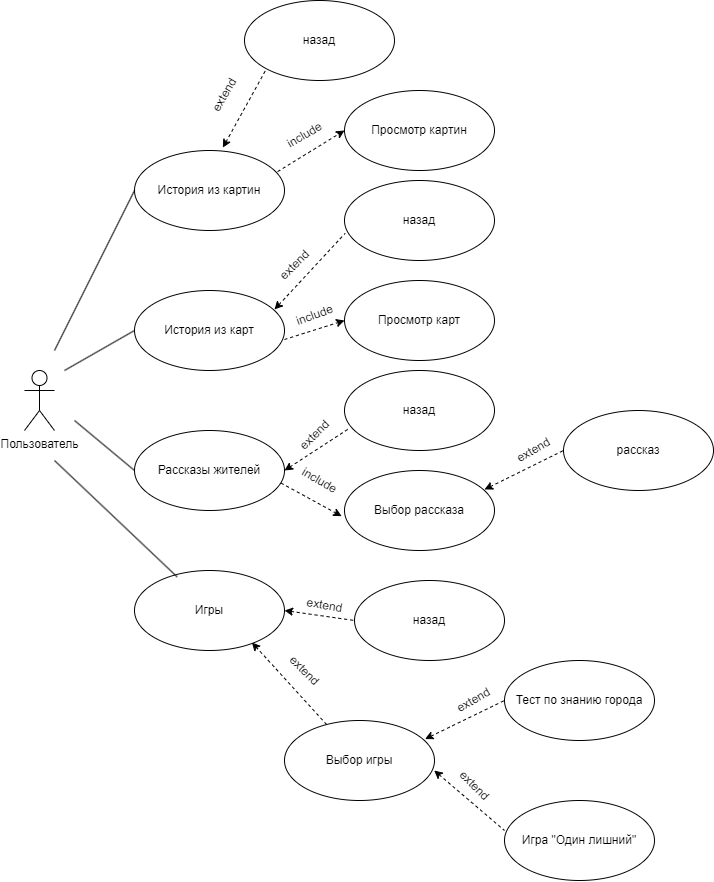 назад
extend
include
Просмотр картин
История из картин
назад
extend
include
История из карт
Просмотр карт
назад
Пользователь
extend
рассказ
extend
Рассказы жителей
include
Выбор рассказа
Игры
extend
назад
extend
extend
Тест по знанию города
Выбор игры
extend
Игра "Один лишний"